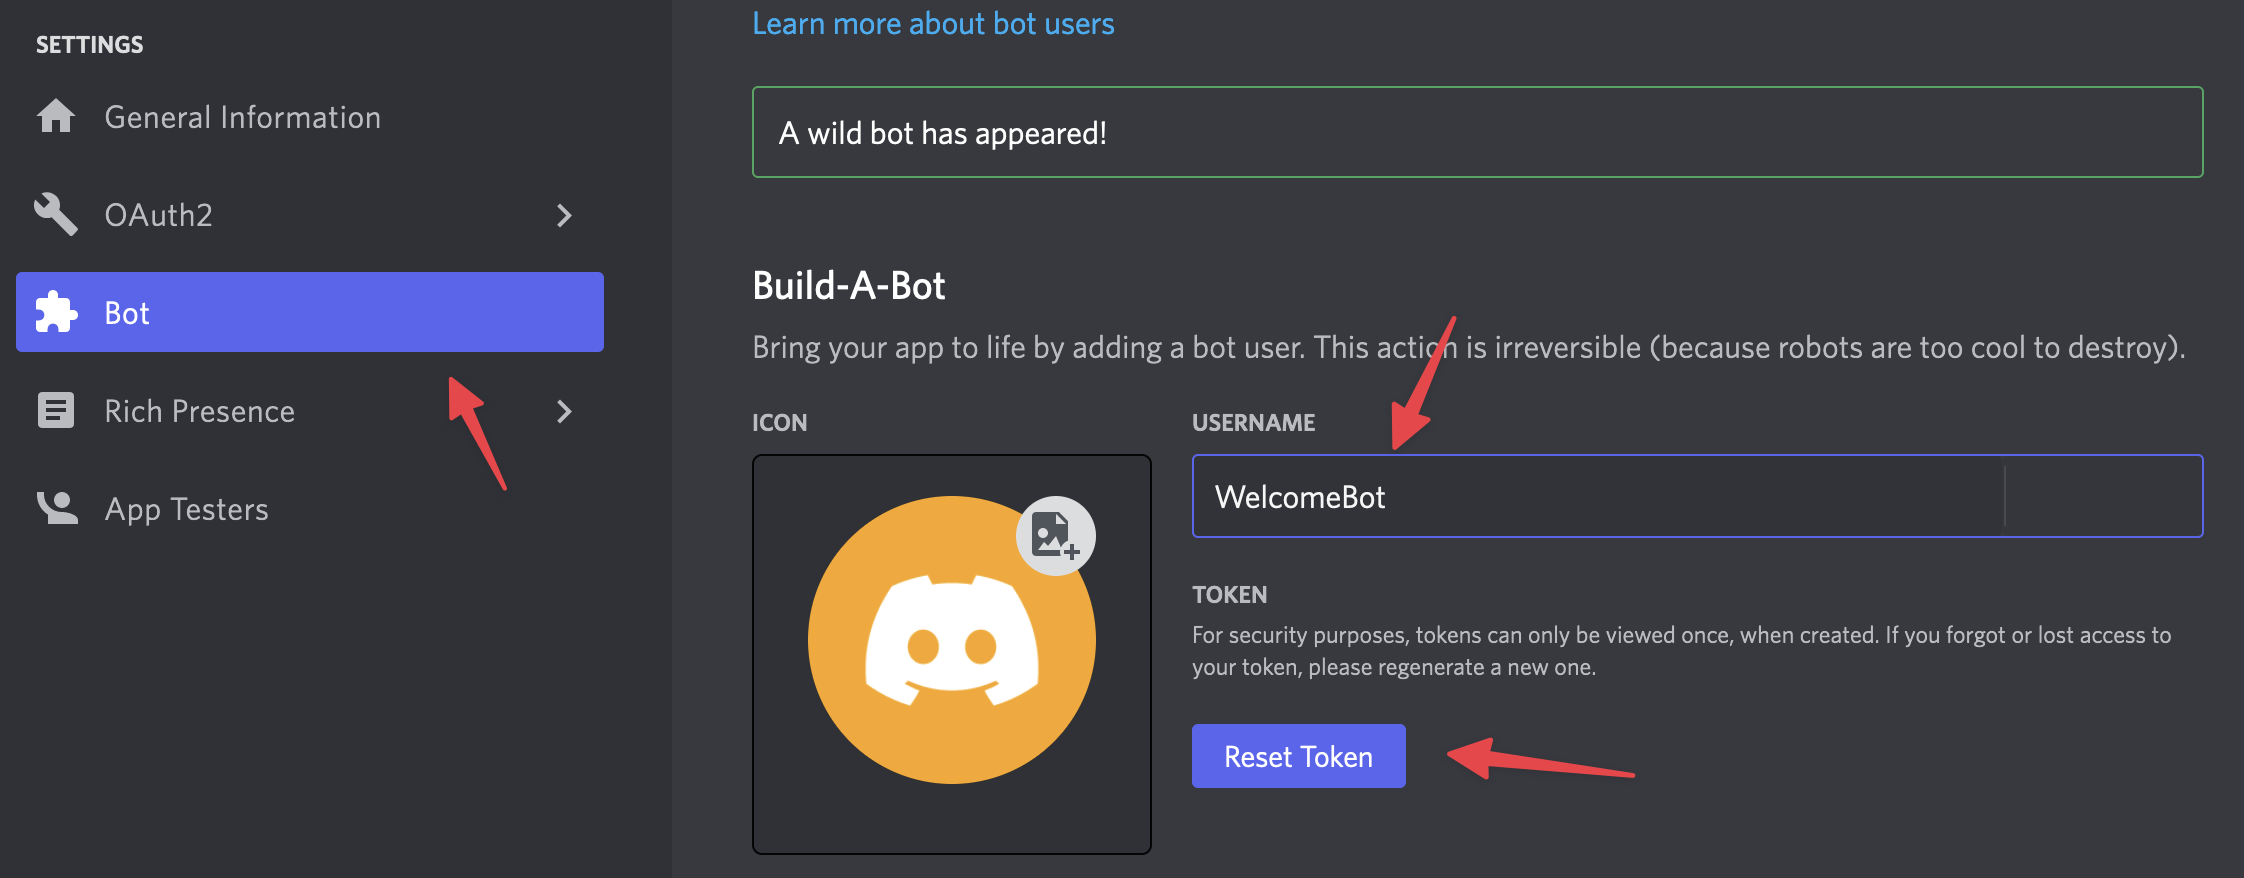 SETTINGS
General Information
OAuth2
Bot
Rich Presence
App Testers
Learn more about bot users
A wild bot has appeared!
Build-A-Bot
Bring your app to life by adding a bot user. This action is irreversible (because robots are too cool to destroy).
ICON
USERNAME
WelcomeBot
TOKEN
For security purposes, tokens can only be viewed once, when created. If you forgot or lost access to
your token, please regenerate a new one.
Reset Token